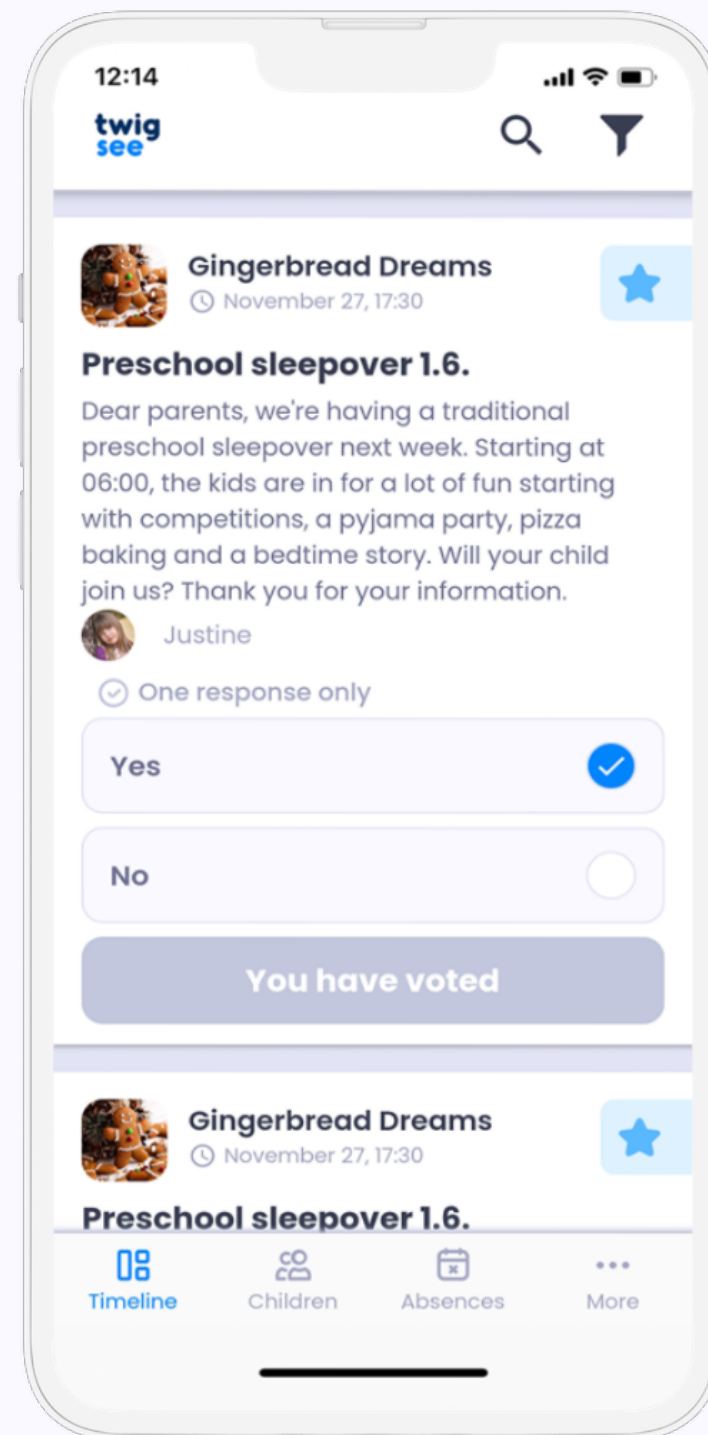 12:14
twig
see
Gingerbread Dreams
November 27, 17:30
Preschool sleepover 1.6.
Dear parents, we're having a traditional
preschool sleepover next week. Starting at
06:00, the kids are in for a lot of fun starting
with competitions, a pyjama party, pizza
baking and a bedtime story. Will your child
join us? Thank you for your information.
Justine
One response only
Yes
No
You have voted
Gingerbread Dreams
November 27, 17:30
Preschool sleepover 1.6.
Timeline Children Absences More